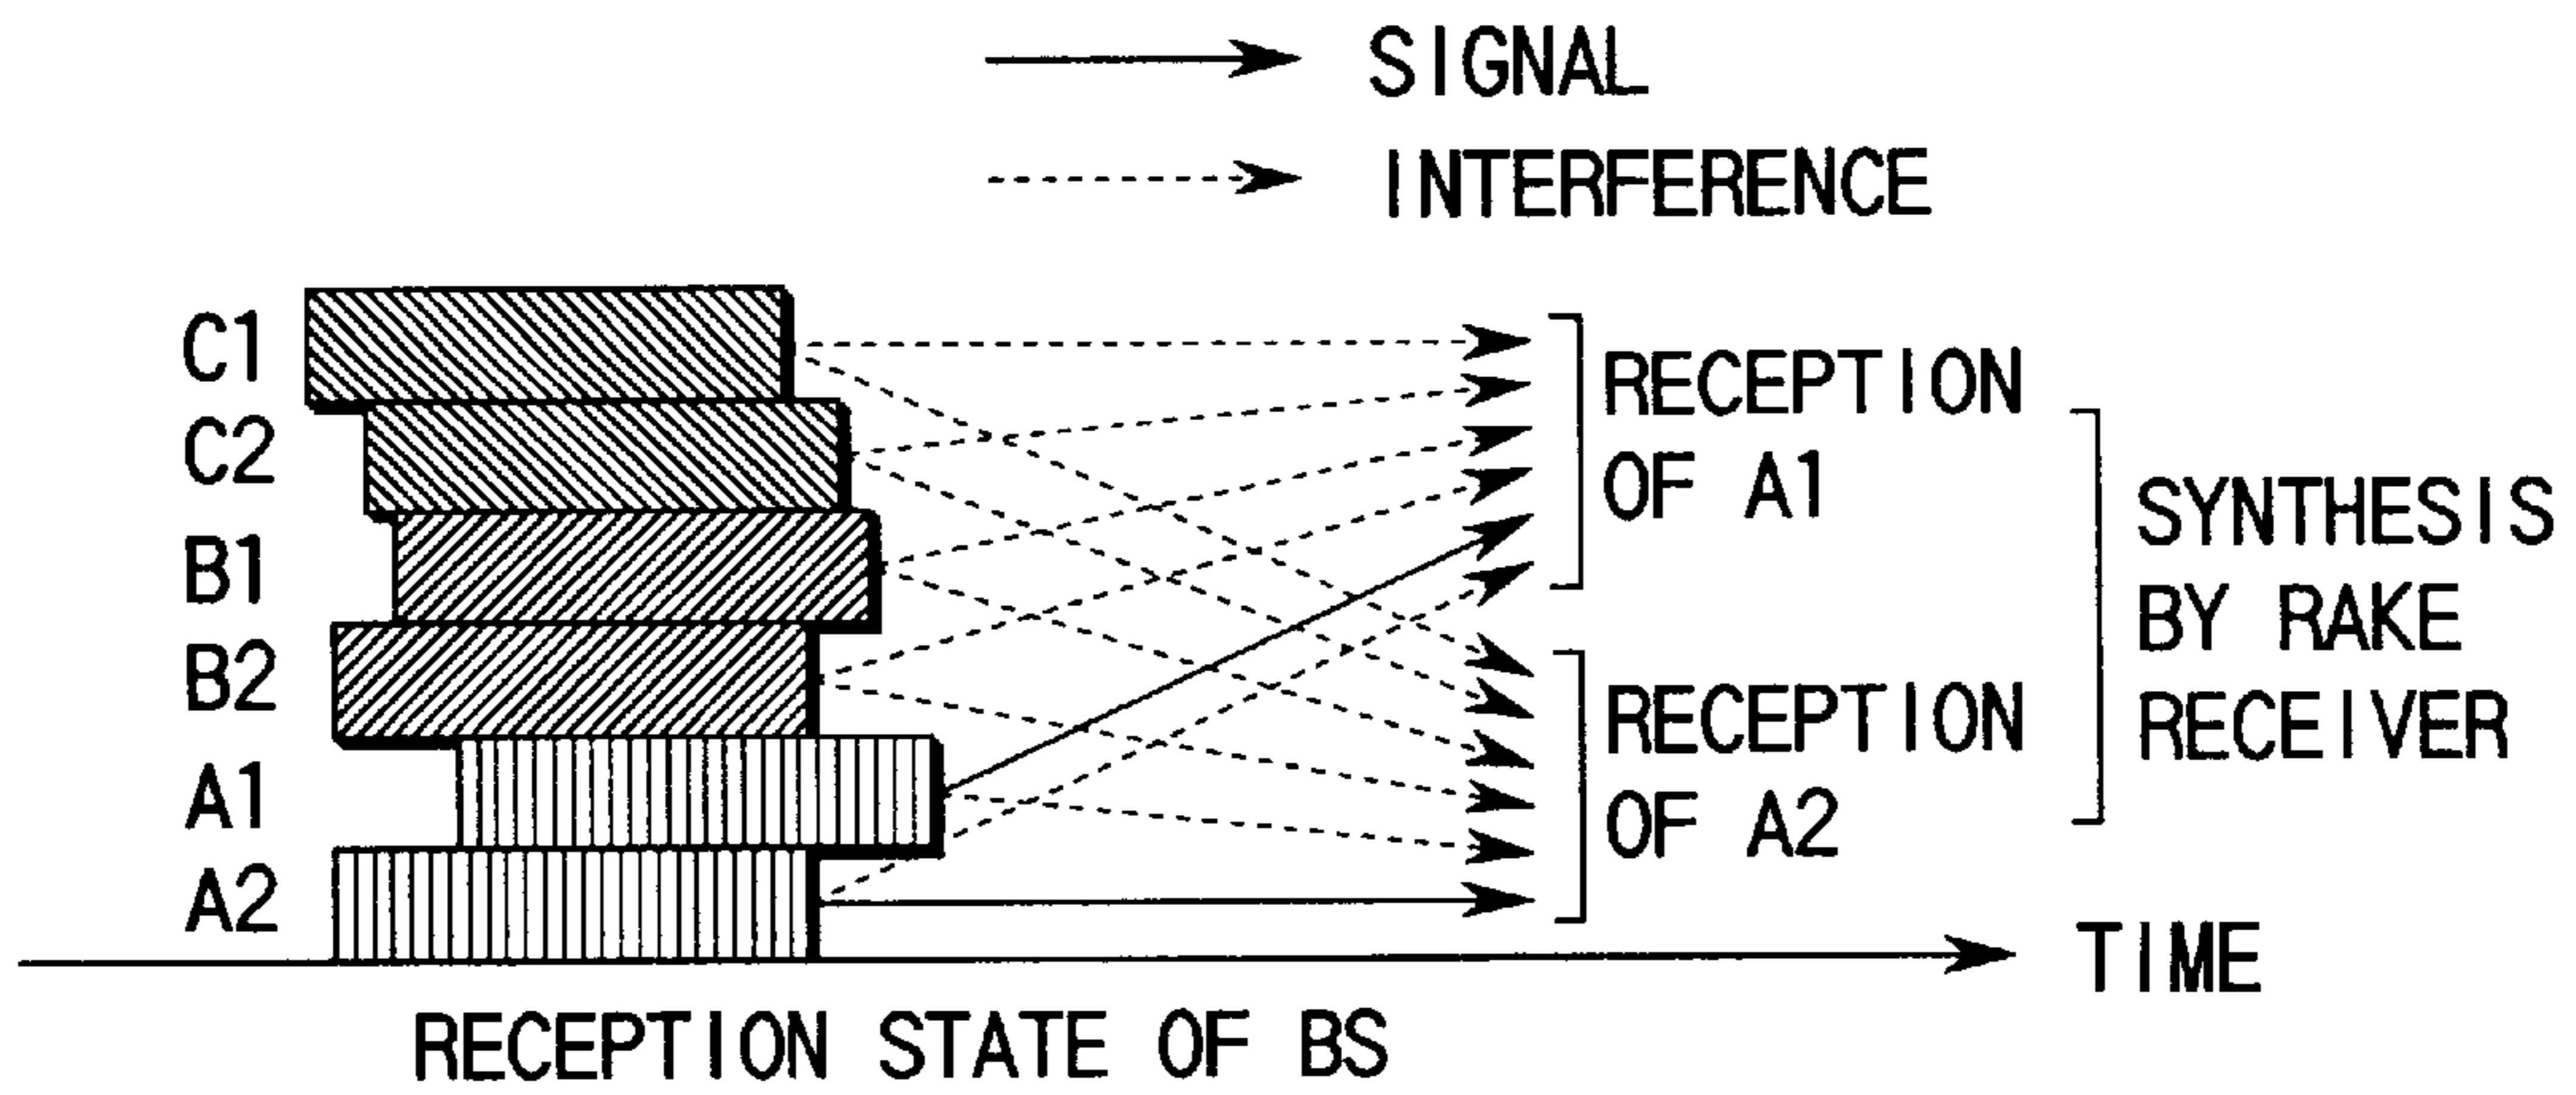 SIGNAL
INTERFERENCE
C1
C2
B1
B2
A1
A2
RECEPTION
OF A1
RECEPTION
OF A2
SYNTHESIS
BY RAKE
RECEIVER
TIME
RECEPTION STATE OF BS